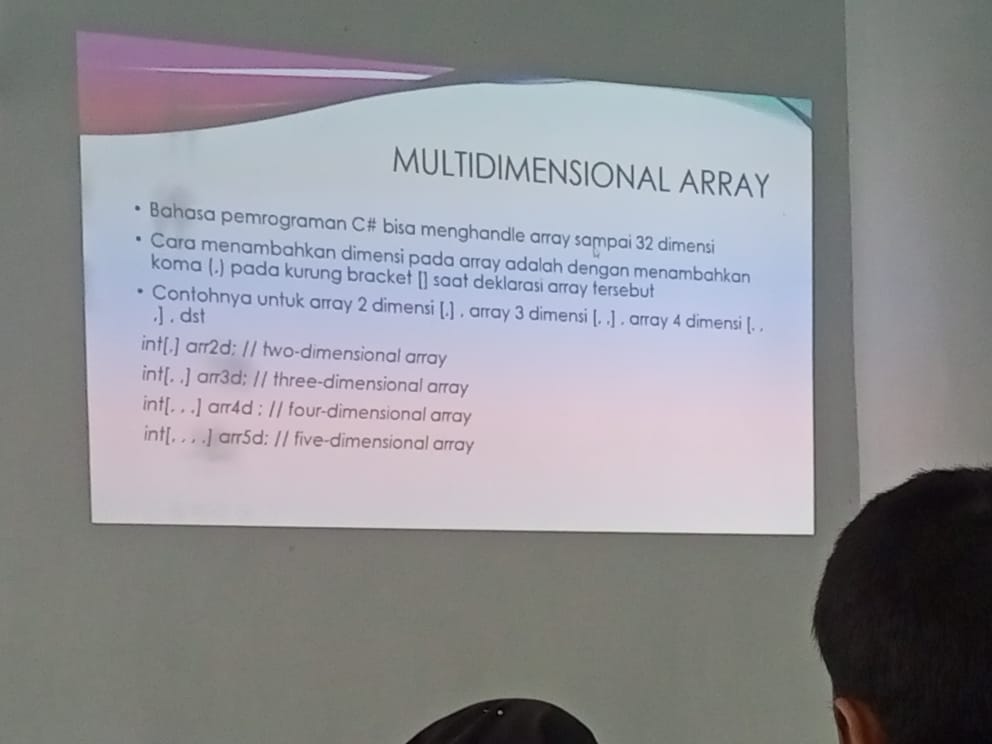 MULTIDIMENSIONAL ARRAY
• Bahasa pemrograman C# bisa menghandle array sampai 32 dimensi
• Cara menambahkan dimensi pada array adalah dengan menambahkan
koma (,) pada kurung bracket [] saat deklarasi array tersebut
• Contohnya untuk array 2 dimensi [,] , array 3 dimensi [, ,] , array 4 dimensi [, ,
,] , dst
int[,] arr2d; // two-dimensional array
int[, ,] arr3d; // three-dimensional array
int[, , ,] arr4d ; // four-dimensional array
int[, , , ,] arr5d; // five-dimensional array